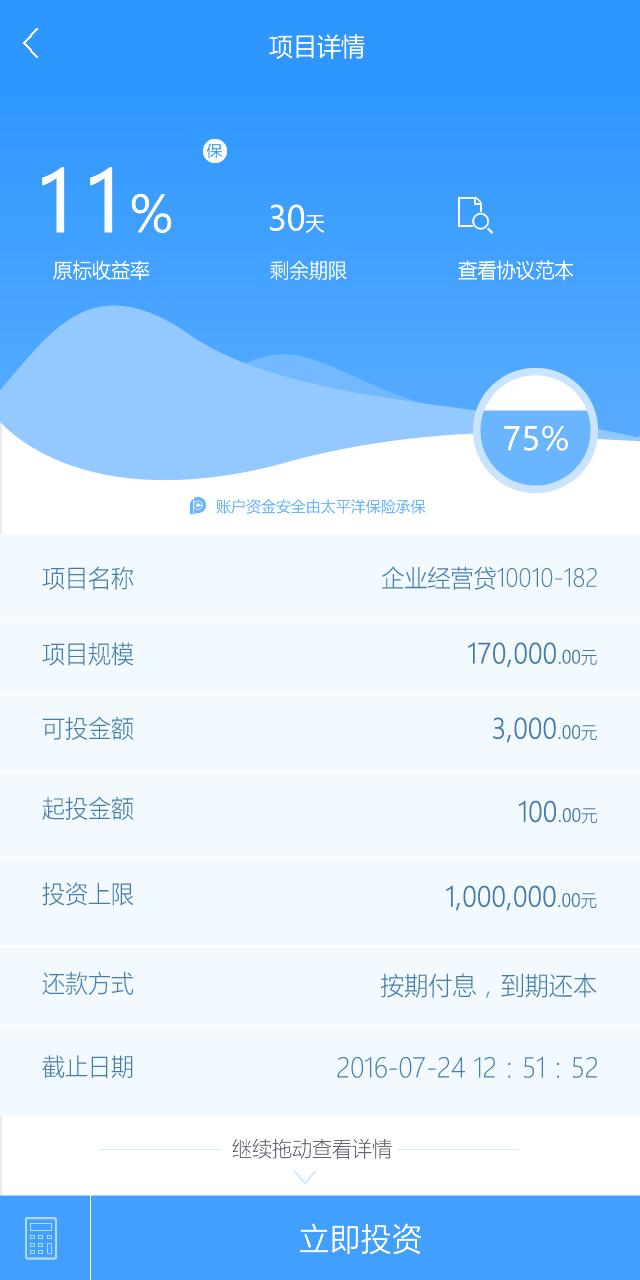 项目详情
保
11%
30天
原标收益率
剩余期限
查看协议范本
75%
账户资金安全由太平洋保险承保
项目名称 企业经营贷10010-182
项目规模 170,000.00元
可投金额 3,000.00元
起投金额 100.00元
投资上限 1,000,000.00元
还款方式 按期付息，到期还本
截止日期 2016-07-24 12：51：52
继续拖动查看详情
立即投资